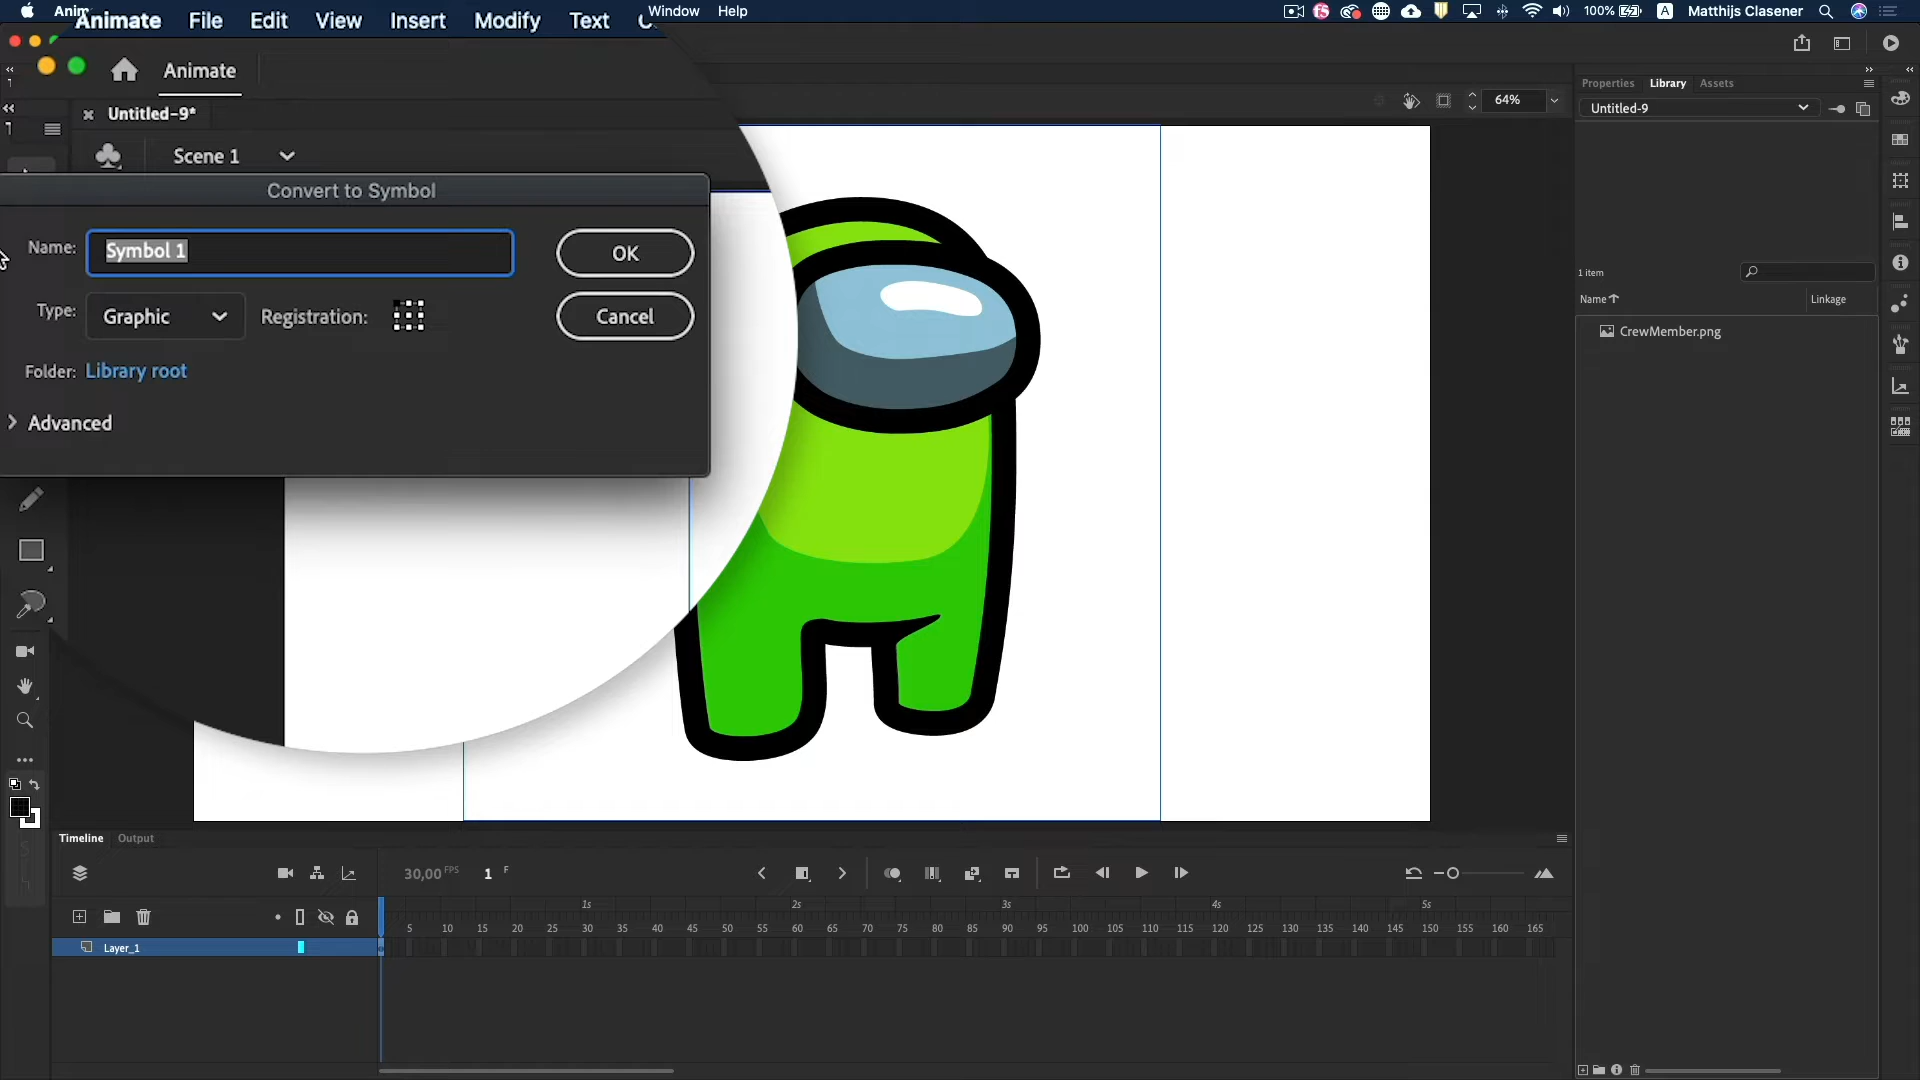 Anim
Animate File Edit View Insert Modify Text Window Help
100% A Matthijs Clasener
Animate
Untitled-9*
Scene 1
64%
Properties Library Assets
Untitled-9
Convert to Symbol
Name: Symbol 1 OK
Type: Graphic Registration: Cancel
Folder: Library root
Advanced
1 item
Name Linkage
CrewMember.png
Timeline Output
30,00 FPS 1 F
1s 2s 3s 4s 5s
5 10 15 20 25 30 35 40 45 50 55 60 65 70 75 80 85 90 95 100 105 110 115 120 125 130 135 140 145 150 155 160 165
Layer_1